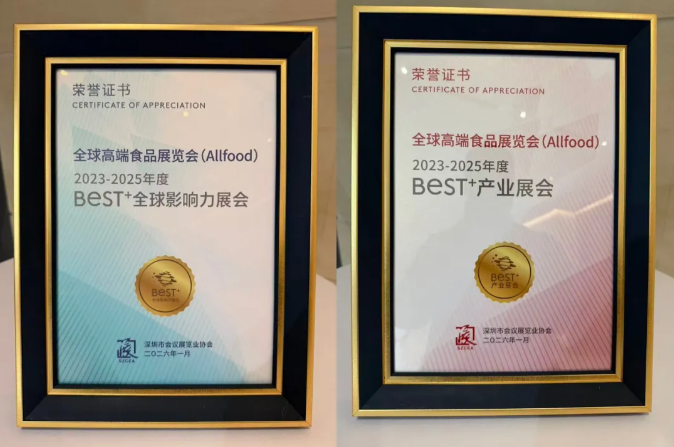 荣誉证书
CERTIFICATE OF APPRECIATION
全球高端食品展览会(Allfood)
2023-2025年度
BEST+全球影响力展会
BEST+
深圳市会议展览业协会
二〇二六年一月
SZCEA
荣誉证书
CERTIFICATE OF APPRECIATION
全球高端食品展览会(Allfood)
2023-2025年度
BEST+产业展会
BEST+
产业展会
深圳市会议展览业协会
二〇二六年一月
SZCEA